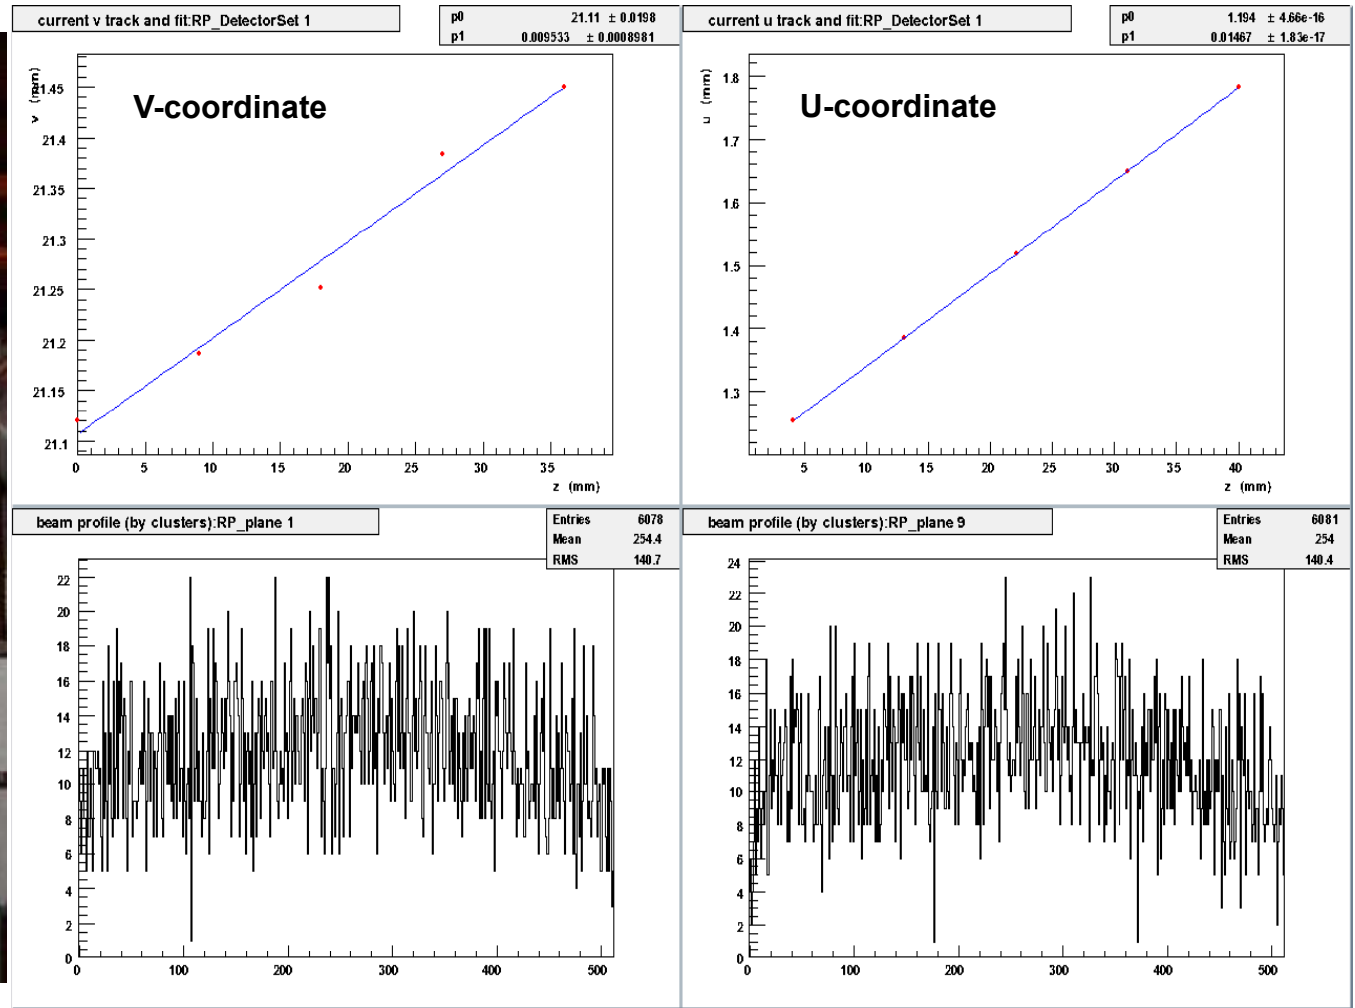 current v track and fit:RP_DetectorSet 1
p0 21.11 ± 0.0198
p1 0.009533 ± 0.0008981
v (mm)
V-coordinate
21.45
21.4
21.35
21.3
21.25
21.2
21.15
21.1
0 5 10 15 20 25 30 35
z (mm)
current u track and fit:RP_DetectorSet 1
p0 1.194 ± 4.66e-16
p1 0.01467 ± 1.83e-17
u (mm)
U-coordinate
1.8
1.7
1.6
1.5
1.4
1.3
5 10 15 20 25 30 35 40
z (mm)
beam profile (by clusters):RP_plane 1
Entries 6078
Mean 254.4
RMS 140.7
22
20
18
16
14
12
10
8
6
4
2
0
0 100 200 300 400 500
beam profile (by clusters):RP_plane 9
Entries 6081
Mean 254
RMS 140.4
24
22
20
18
16
14
12
10
8
6
4
2
0
0 100 200 300 400 500